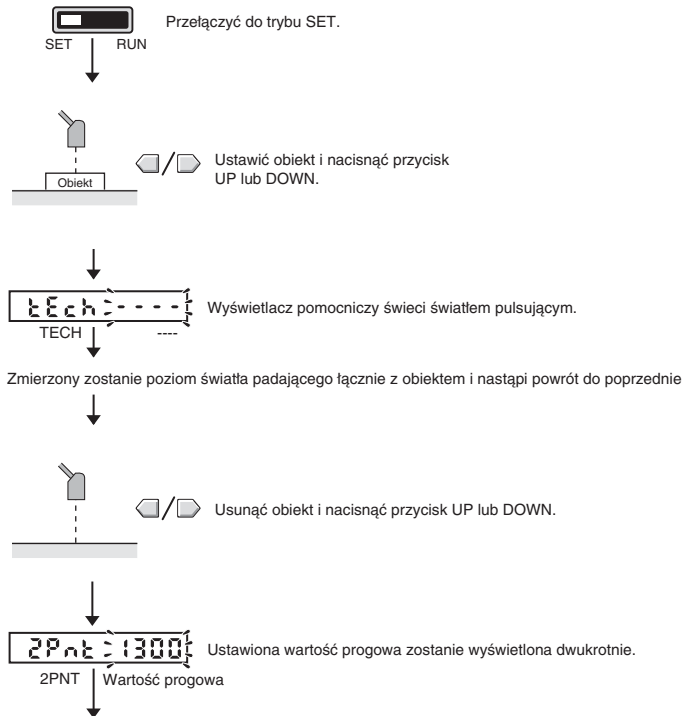 Przełączyć do trybu SET.
SET RUN
Obiekt
Ustawić obiekt i nacisnąć przycisk
UP lub DOWN.
tEch - - - -
Wyświetlacz pomocniczy świeci światłem pulsującym.
TECH ----
Zmierzony zostanie poziom światła padającego łącznie z obiektem i nastąpi powrót do poprzednie
Usunąć obiekt i nacisnąć przycisk UP lub DOWN.
2Pnt 1300
Ustawiona wartość progowa zostanie wyświetlona dwukrotnie.
2PNT Wartość progowa